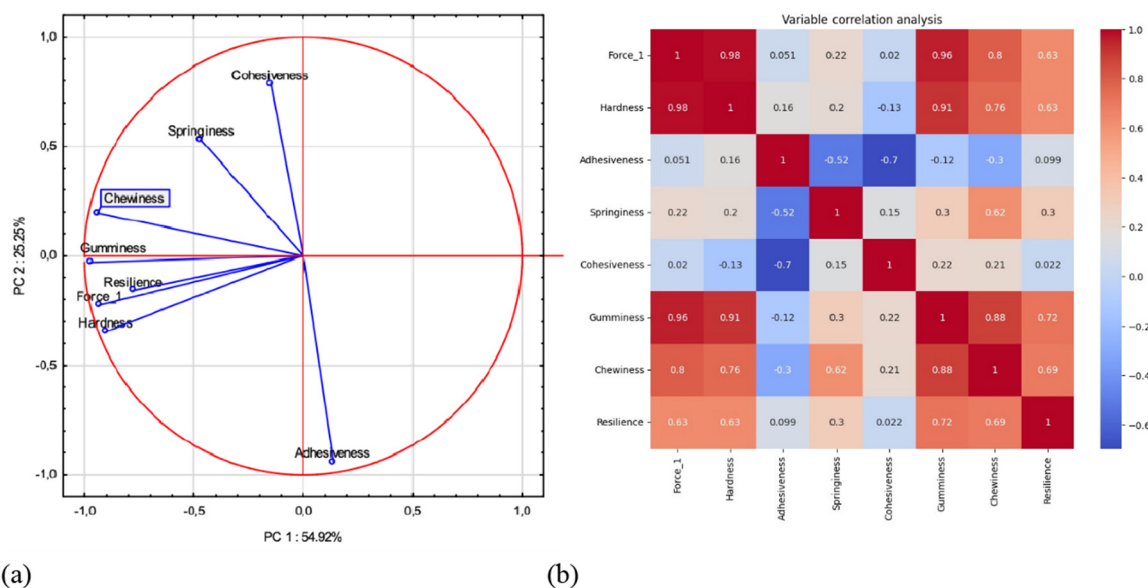 1,0
Cohesiveness
Springiness
0,5
Chewiness
0,0
Gumminess
Resilience
Force_1
Hardness
-0,5
Adhesiveness
-1,0
-1,0 -0,5 0,0 0,5 1,0
PC 1 : 54.92%
PC 2 : 25.25%
(a)
Variable correlation analysis
Force_1 1 0.98 0.051 0.22 0.02 0.96 0.8 0.63
Hardness 0.98 1 0.16 0.2 -0.13 0.91 0.76 0.63
Adhesiveness 0.051 0.16 1 -0.52 -0.7 -0.12 -0.3 0.099
Springiness 0.22 0.2 -0.52 1 0.15 0.3 0.62 0.3
Cohesiveness 0.02 -0.13 -0.7 0.15 1 0.22 0.21 0.022
Gumminess 0.96 0.91 -0.12 0.3 0.22 1 0.88 0.72
Chewiness 0.8 0.76 -0.3 0.62 0.21 0.88 1 0.69
Resilience 0.63 0.63 0.099 0.3 0.022 0.72 0.69 1
Force_1 Hardness Adhesiveness Springiness Cohesiveness Gumminess Chewiness Resilience
1.0
0.8
0.6
0.4
0.2
0.0
-0.2
-0.4
-0.6
(b)